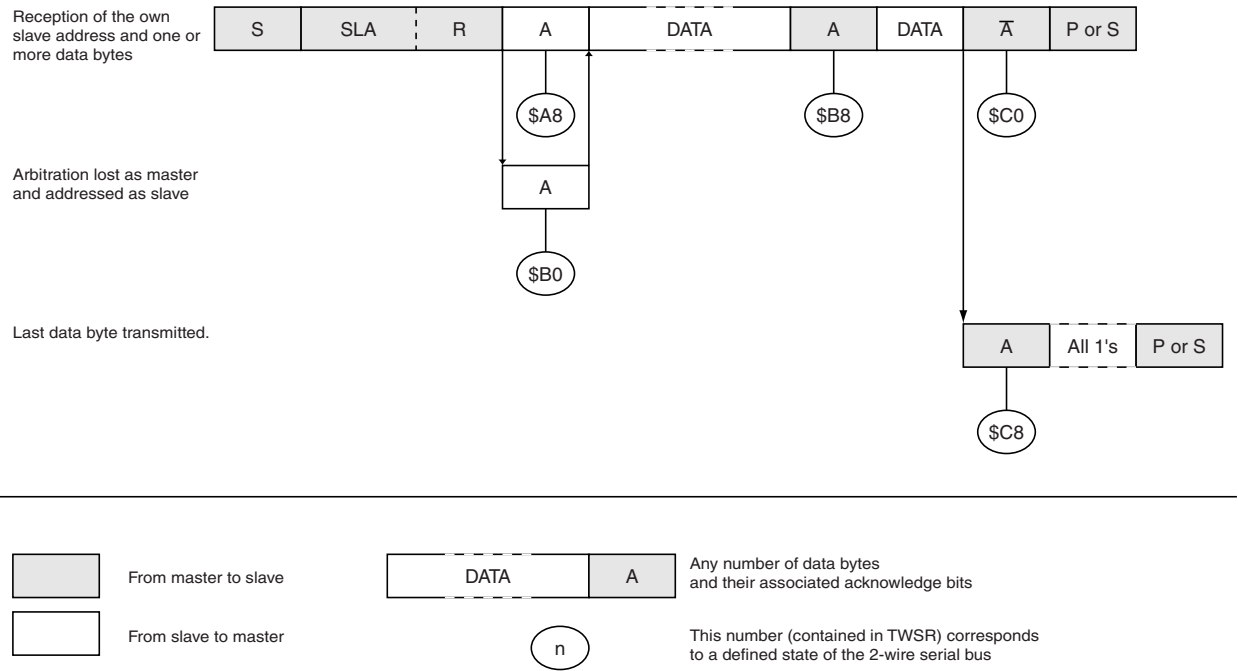 Reception of the own
slave address and one or
more data bytes
S SLA R A DATA A DATA A̅ P or S
$A8 $B8 $C0
Arbitration lost as master
and addressed as slave
A
$B0
Last data byte transmitted.
A All 1's P or S
$C8
From master to slave
DATA A
Any number of data bytes
and their associated acknowledge bits
From slave to master
n
This number (contained in TWSR) corresponds
to a defined state of the 2-wire serial bus